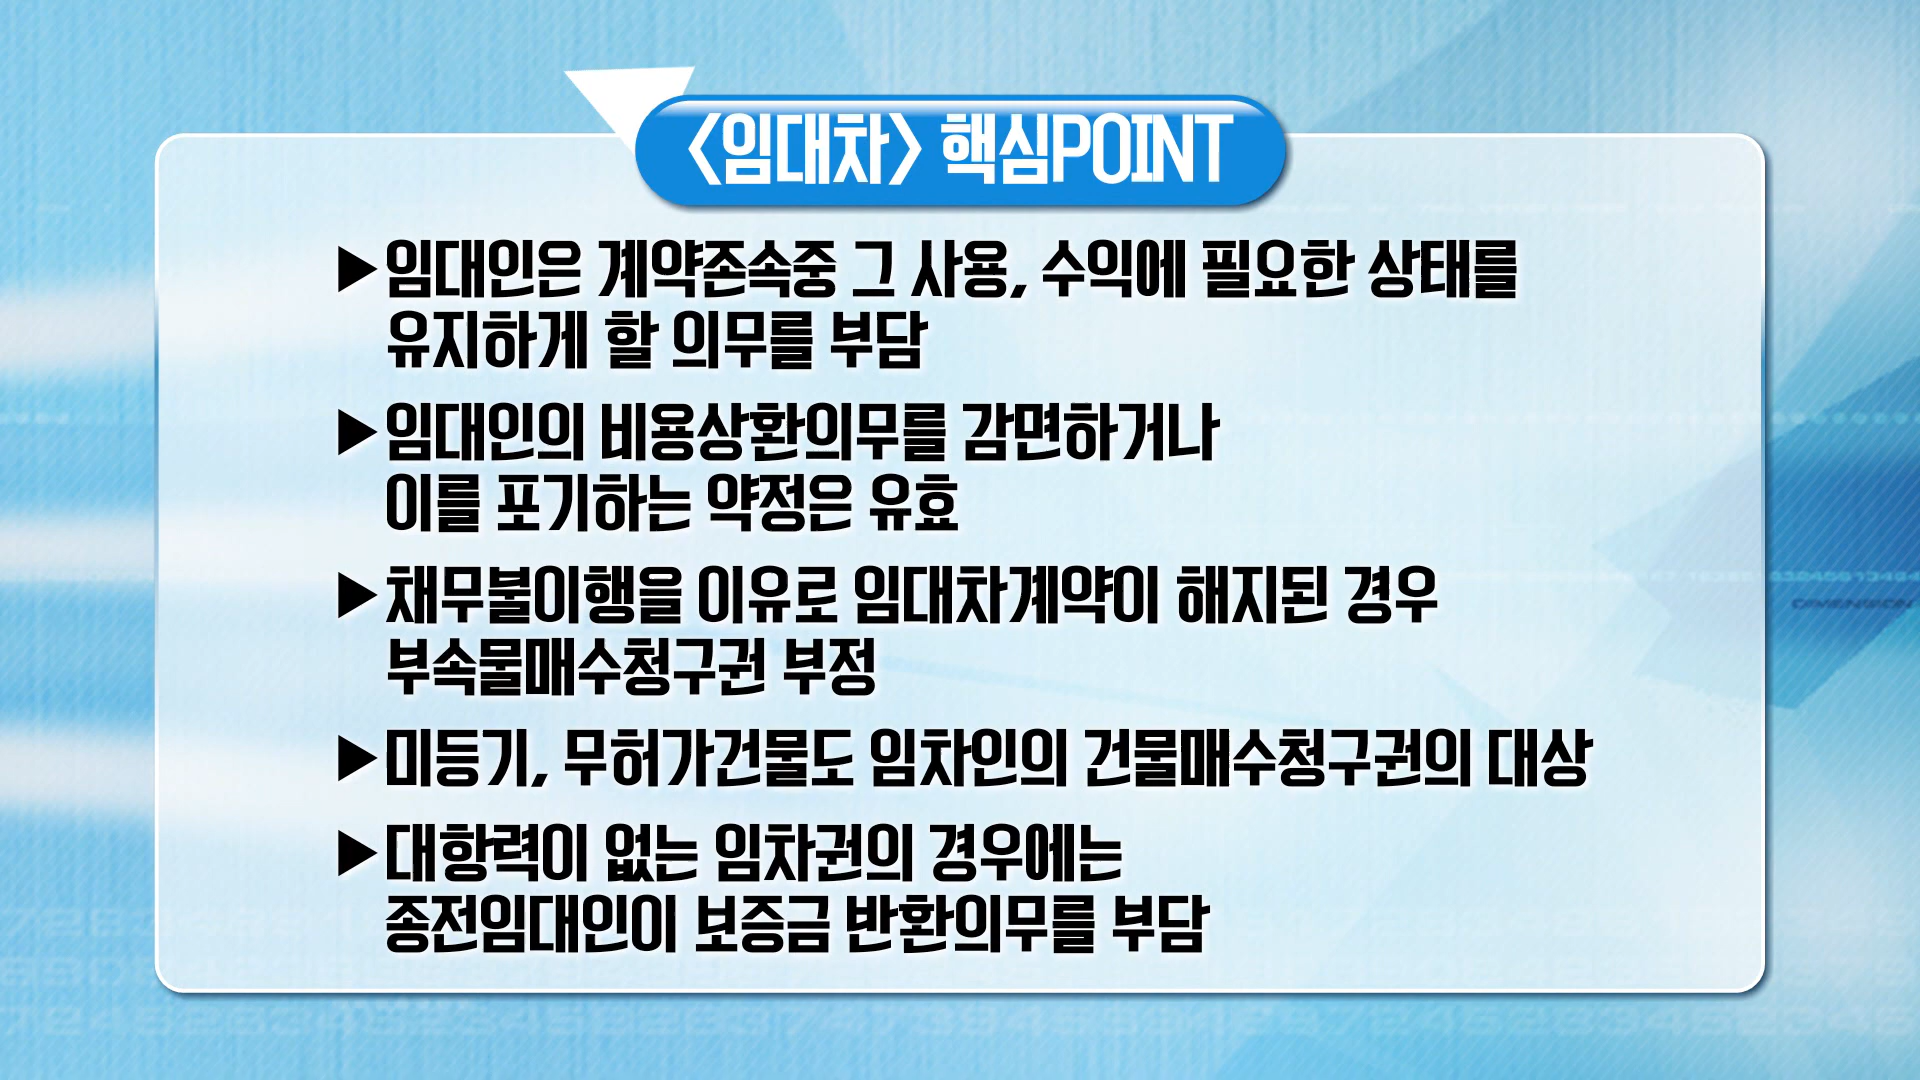 <임대차> 핵심POINT
▶임대인은 계약존속중 그 사용, 수익에 필요한 상태를
유지하게 할 의무를 부담
▶임대인의 비용상환의무를 감면하거나
이를 포기하는 약정은 유효
▶채무불이행을 이유로 임대차계약이 해지된 경우
부속물매수청구권 부정
▶미등기, 무허가건물도 임차인의 건물매수청구권의 대상
▶대항력이 없는 임차권의 경우에는
종전임대인이 보증금 반환의무를 부담
DIMENSION